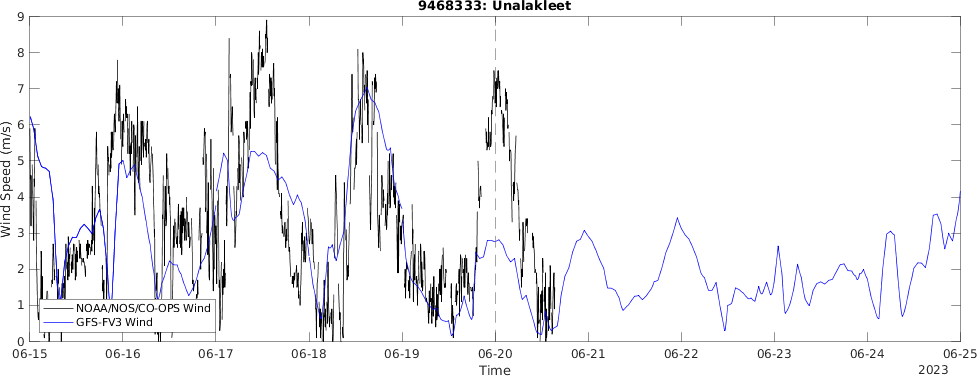 9468333: Unalakleet
Wind Speed (m/s)
9
8
7
6
5
4
3
2
1
0
NOAA/NOS/CO-OPS Wind
GFS-FV3 Wind
06-15 06-16 06-17 06-18 06-19 06-20 06-21 06-22 06-23 06-24 06-25
Time
2023